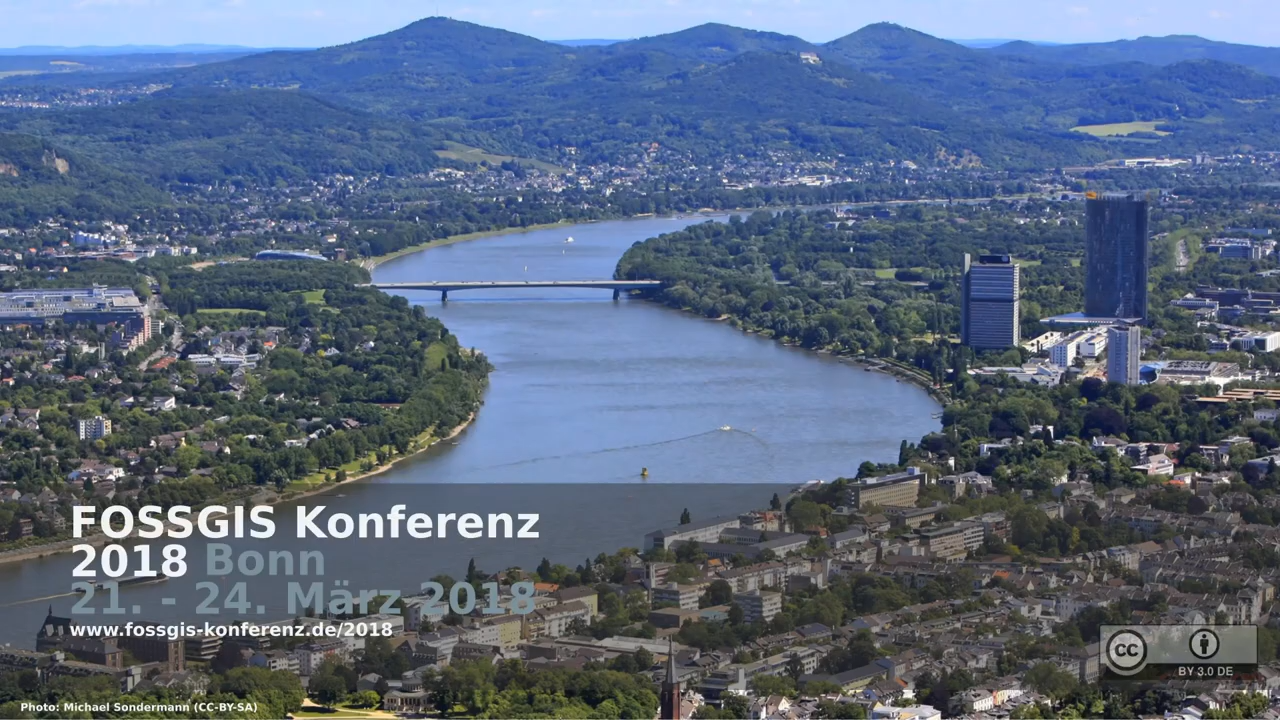 FOSSGIS Konferenz
2018 Bonn
21. - 24. März 2018
www.fossgis-konferenz.de/2018
cc
BY 3.0 DE
Photo: Michael Sondermann (CC-BY-SA)